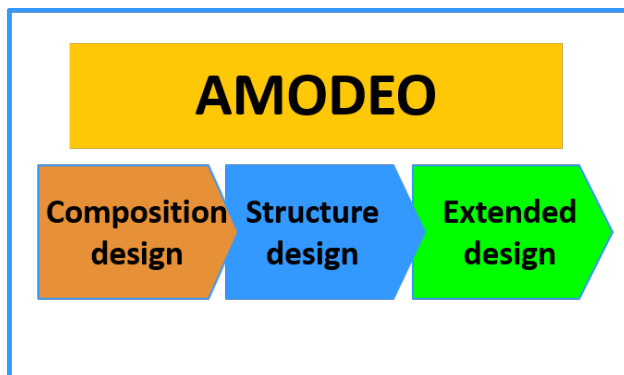 AMODEO
Composition
design
Structure
design
Extended
design